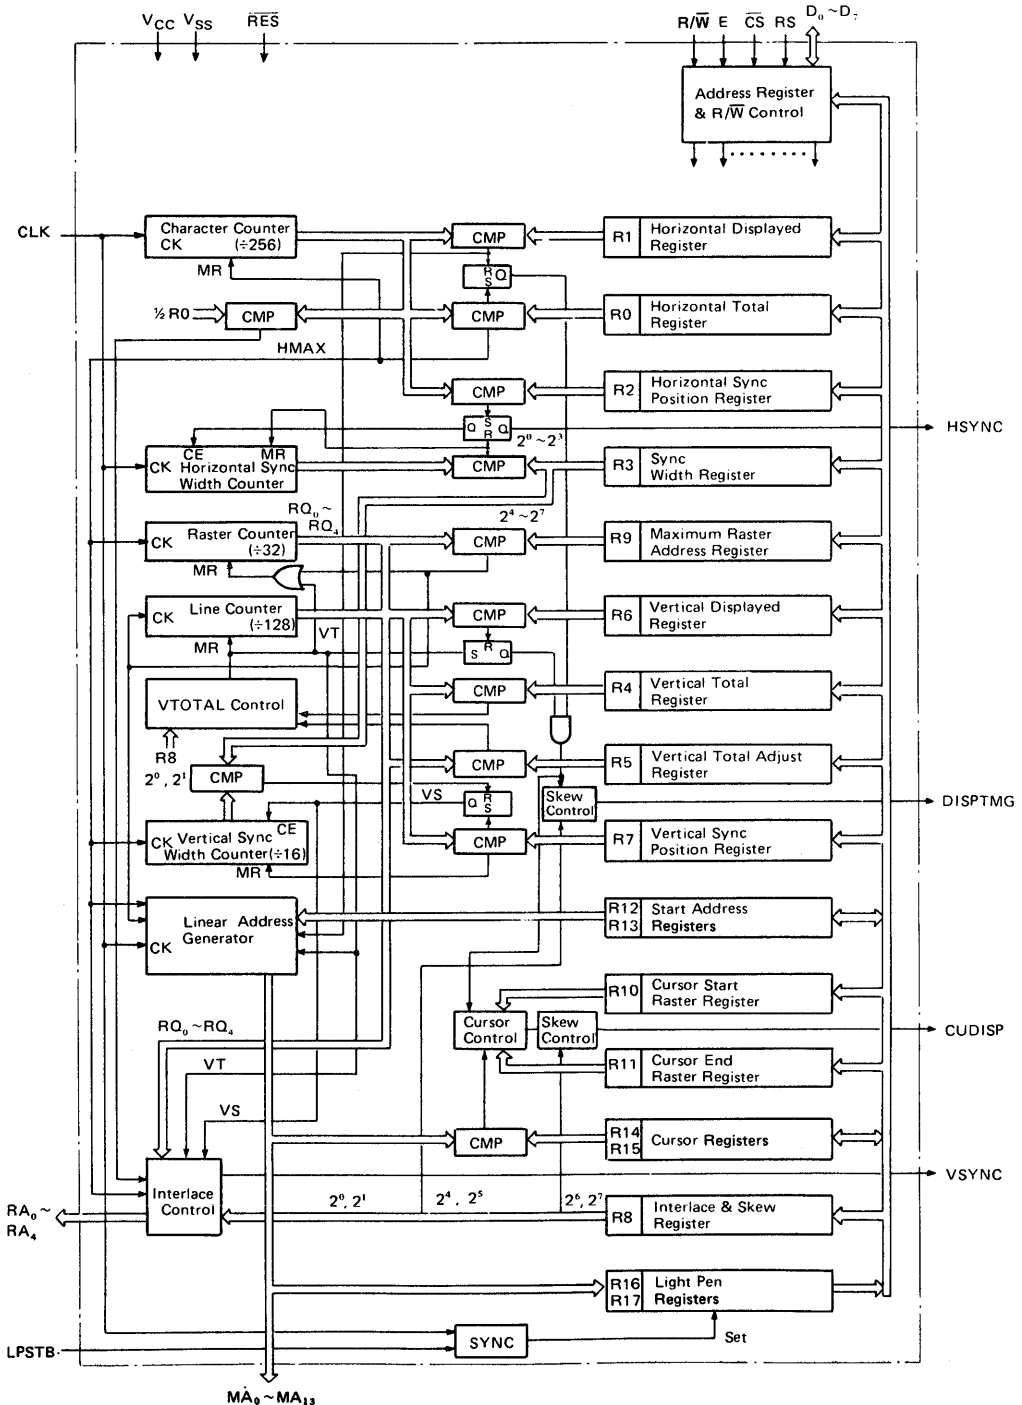 V_CC V_SS R̅E̅S̅
R/W̅ E C̅S̅ RS D₀~D₇
Address Register
& R/W̅ Control
CLK
Character Counter
CK (÷256)
MR
CMP
R1 Horizontal Displayed
Register
R
S Q
½ R0
CMP
CMP
R0 Horizontal Total
Register
HMAX
CMP
R2 Horizontal Sync
Position Register
Q S
R Q
2⁰~2³
HSYNC
CE MR
CK Horizontal Sync
Width Counter
CMP
R3 Sync
Width Register
RQ₀~
RQ₄
2⁴~2⁷
Raster Counter
CK (÷32)
MR
CMP
R9 Maximum Raster
Address Register
Line Counter
CK (÷128)
MR
VT
CMP
R6 Vertical Displayed
Register
S R Q
VTOTAL Control
CMP
R4 Vertical Total
Register
R8
2⁰, 2¹
CMP
CMP
R5 Vertical Total Adjust
Register
VS
Q R
S
Skew
Control
DISPTMG
CE
CK Vertical Sync
Width Counter(÷16)
MR
CMP
R7 Vertical Sync
Position Register
Linear Address
Generator
CK
R12 Start Address
R13 Registers
R10 Cursor Start
Raster Register
Cursor
Control
Skew
Control
CUDISP
RQ₀~RQ₄
VT
R11 Cursor End
Raster Register
VS
CMP
R14
R15 Cursor Registers
VSYNC
Interlace
Control
RA₀~
RA₄
2⁰, 2¹ 2⁴, 2⁵ 2⁶, 2⁷
R8 Interlace & Skew
Register
R16 Light Pen
R17 Registers
Set
LPSTB
SYNC
MA₀~MA₁₃